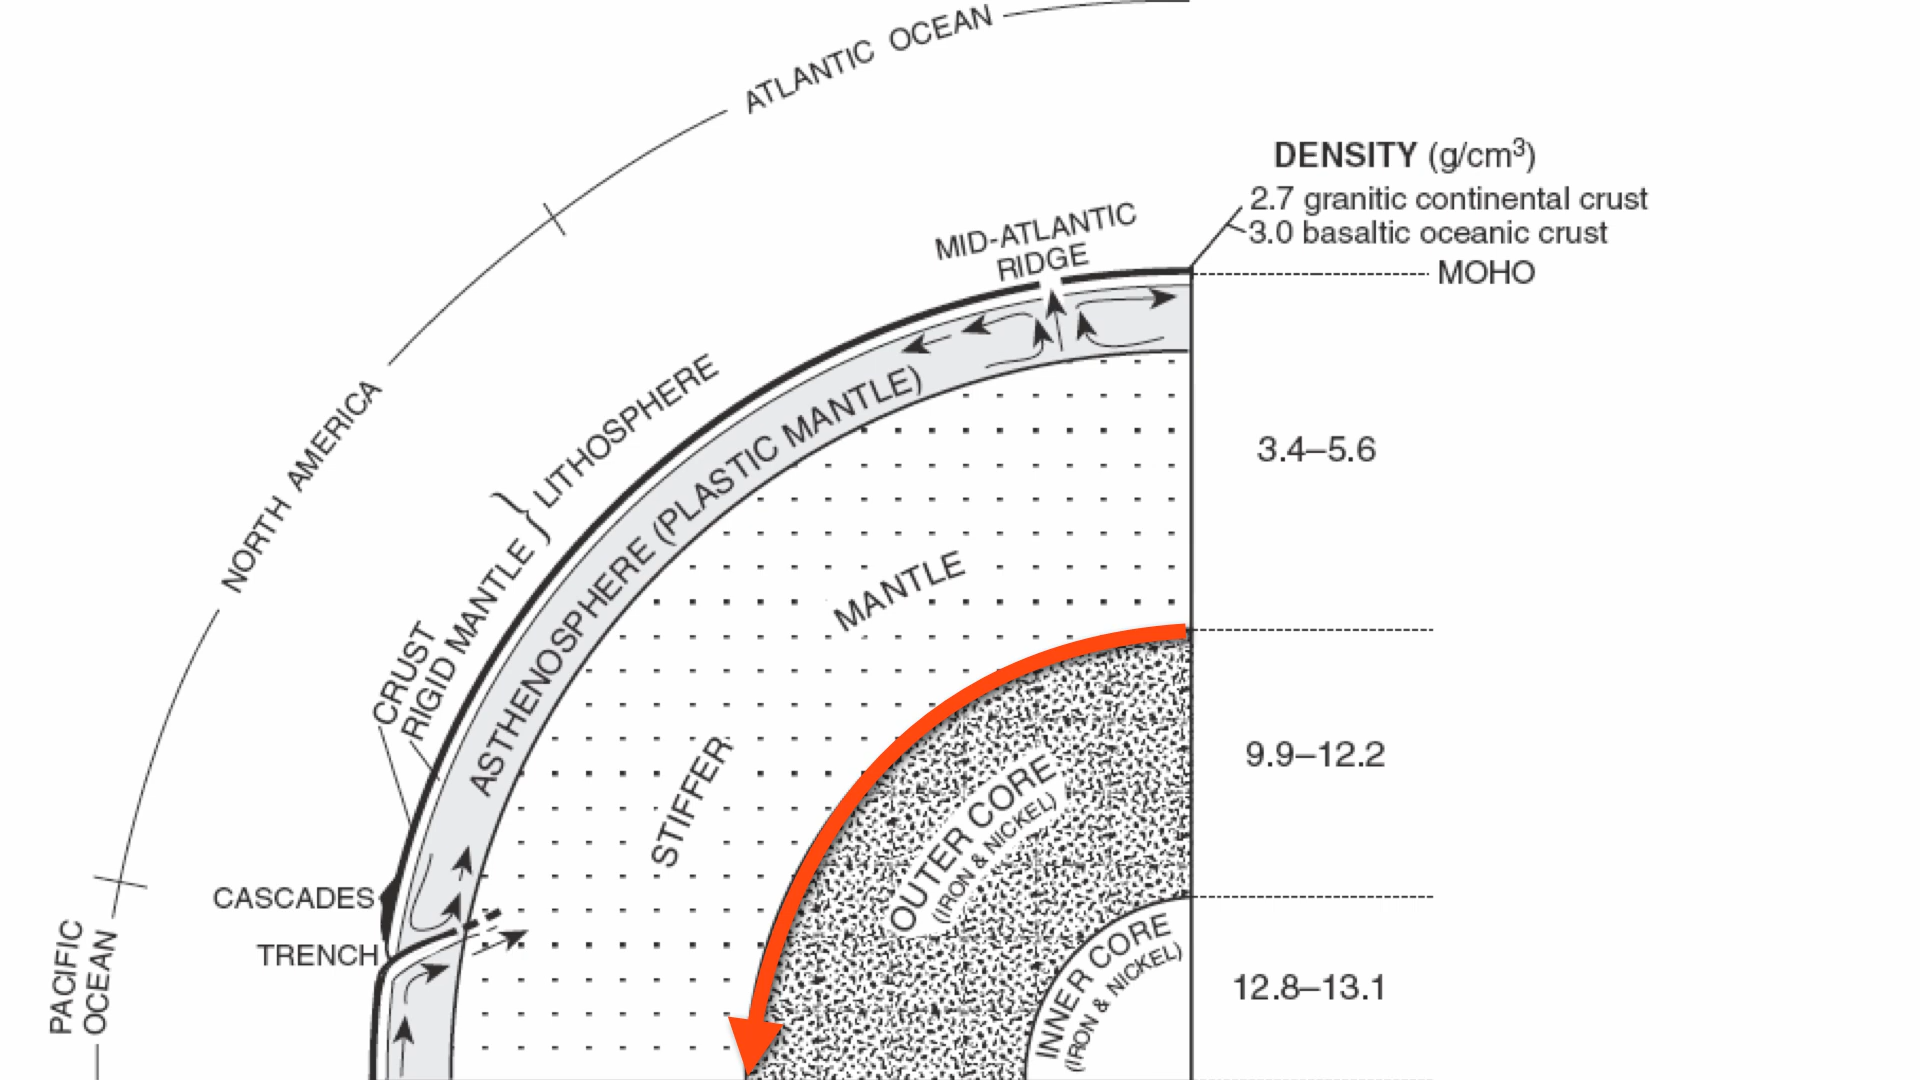 ATLANTIC OCEAN
DENSITY (g/cm³)
2.7 granitic continental crust
3.0 basaltic oceanic crust
MOHO
MID-ATLANTIC
RIDGE
NORTH AMERICA
LITHOSPHERE
CRUST
RIGID MANTLE
ASTHENOSPHERE (PLASTIC MANTLE)
3.4–5.6
MANTLE
STIFFER
9.9–12.2
OUTER CORE
(IRON & NICKEL)
CASCADES
TRENCH
PACIFIC
OCEAN
INNER CORE
(IRON & NICKEL)
12.8–13.1